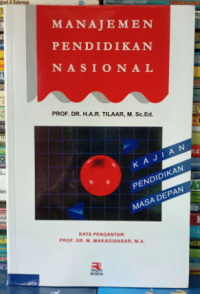 MANAJEMEN
PENDIDIKAN
NASIONAL
PROF. DR. H.A.R. TILAAR, M. Sc.Ed.
KAJIAN
PENDIDIKAN
MASA DEPAN
KATA PENGANTAR:
PROF. DR. M. MAKAGIANSAR, M.A.